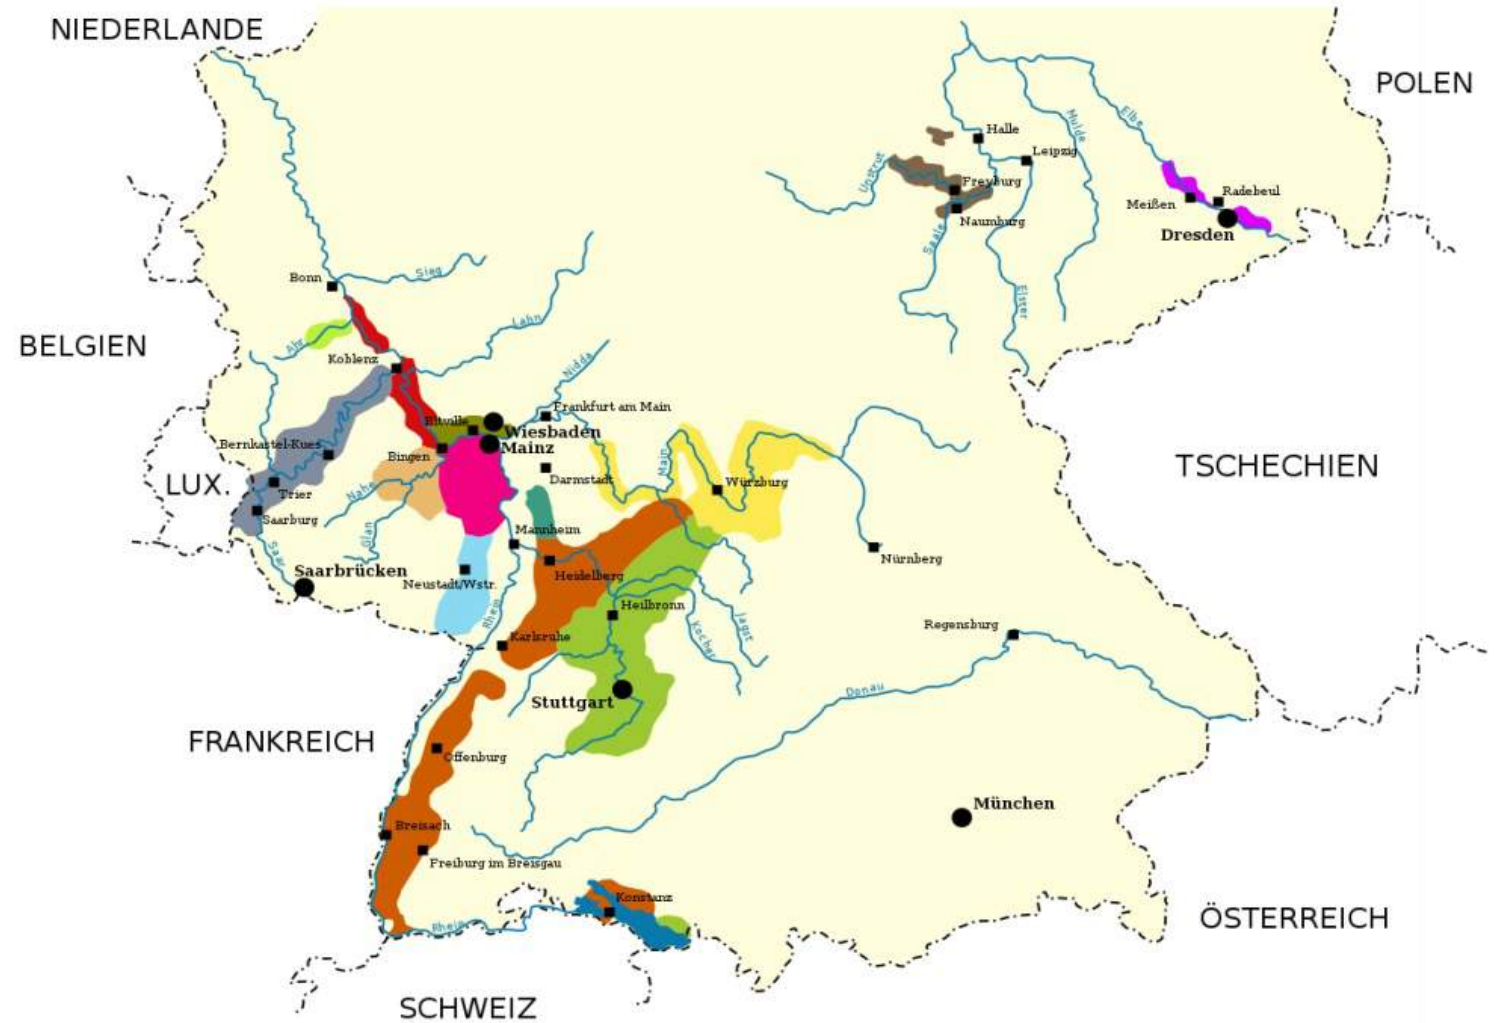 NIEDERLANDE
POLEN
Elbe
Mulde
Halle
Leipzig
Unstrut
Freyburg
Radebeul
Meißen
Naumburg
Dresden
Saale
Sieg
Bonn
Elster
Lahn
BELGIEN
Ahr
Koblenz
Nidda
Frankfurt am Main
Eltville
Wiesbaden
Mainz
Bernkastel-Kues
Bingen
Main
TSCHECHIEN
LUX.
Darmstadt
Würzburg
Trier
Nahe
Saarburg
Glan
Mannheim
Saar
Nürnberg
Saarbrücken
Heidelberg
Neustadt/Wstr.
Rhein
Heilbronn
Jagst
Kocher
Regensburg
Karlsruhe
Donau
Stuttgart
FRANKREICH
Offenburg
München
Breisach
Freiburg im Breisgau
Konstanz
ÖSTERREICH
Rhein
SCHWEIZ